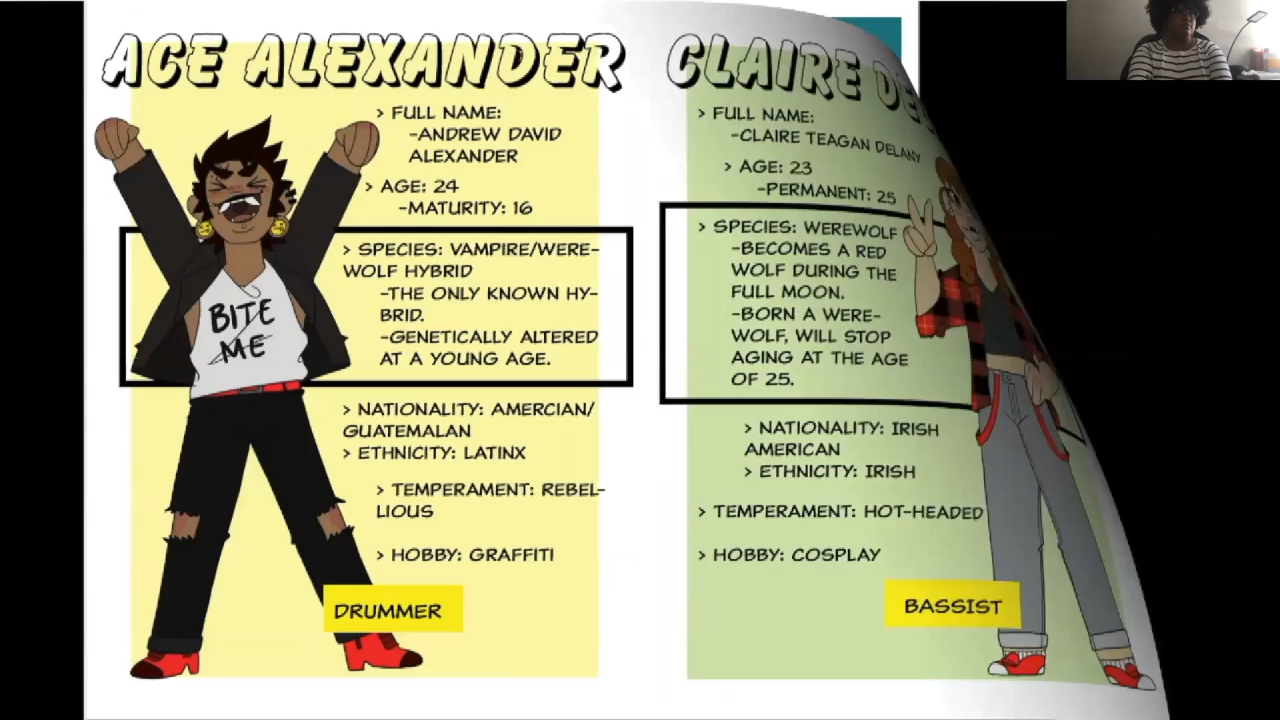 ACE ALEXANDER
> FULL NAME:
-ANDREW DAVID
ALEXANDER
> AGE: 24
-MATURITY: 16
> SPECIES: VAMPIRE/WERE-
WOLF HYBRID
-THE ONLY KNOWN HY-
BRID.
-GENETICALLY ALTERED
AT A YOUNG AGE.
> NATIONALITY: AMERCIAN/
GUATEMALAN
> ETHNICITY: LATINX
> TEMPERAMENT: REBEL-
LIOUS
> HOBBY: GRAFFITI
DRUMMER
BITE
ME
CLAIRE DE
> FULL NAME:
-CLAIRE TEAGAN DELANY
> AGE: 23
-PERMANENT: 25
> SPECIES: WEREWOLF
-BECOMES A RED
WOLF DURING THE
FULL MOON.
-BORN A WERE-
WOLF, WILL STOP
AGING AT THE AGE
OF 25.
> NATIONALITY: IRISH
AMERICAN
> ETHNICITY: IRISH
> TEMPERAMENT: HOT-HEADED
> HOBBY: COSPLAY
BASSIST